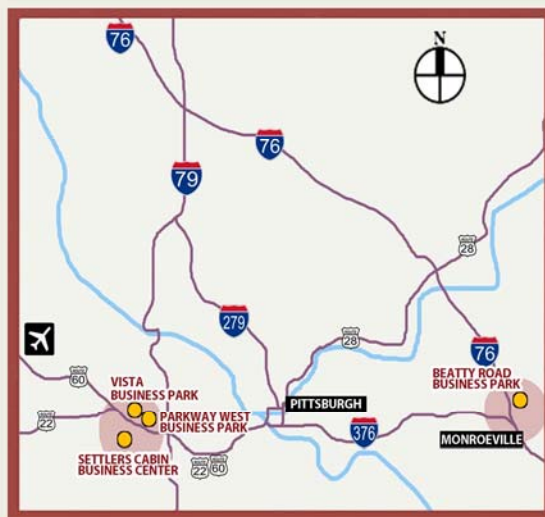 76
N
76
79
28
279
28
76
BEATTY ROAD
BUSINESS PARK
60
VISTA
BUSINESS PARK
PITTSBURGH
PARKWAY WEST
BUSINESS PARK
22
376
MONROEVILLE
SETTLERS CABIN
BUSINESS CENTER
22
60